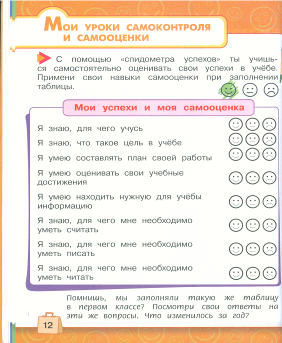 МОИ УРОКИ САМОКОНТРОЛЯ
И САМООЦЕНКИ
С помощью «спидометра успехов» ты учишь-
ся самостоятельно оценивать свои успехи в учёбе.
Примени свои навыки самооценки при заполнении
таблицы.
Мои успехи и моя самооценка
Я знаю, для чего учусь
Я знаю, что такое цель в учёбе
Я умею составлять план своей работы
Я умею оценивать свои учебные
достижения
Я умею находить нужную для учёбы
информацию
Я знаю, для чего мне необходимо
уметь считать
Я знаю, для чего мне необходимо
уметь писать
Я знаю, для чего мне необходимо
уметь читать
Помнишь, мы заполняли такую же таблицу
в первом классе? Посмотри свои ответы на
эти же вопросы. Что изменилось за год?
12